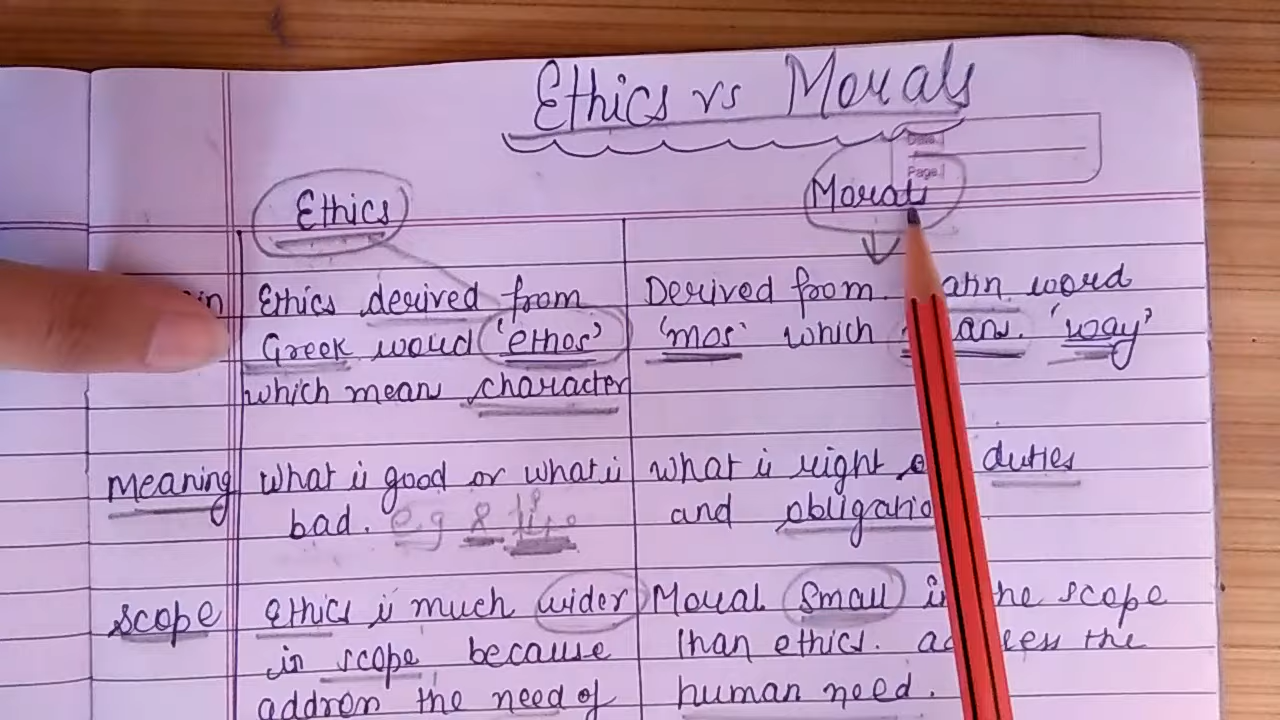 Ethics vs Morals
Page
Ethics
Morals
Ethics derived from
Greek word 'ethos'
which mean character
Derived from word
'mos' which 'way'
meaning
what is good or what is
bad. e.g
what is right duties
and
scope
Ethics is much wider
in scope because
address the need of
Moral Small in the scope
than ethics. address the
human need.